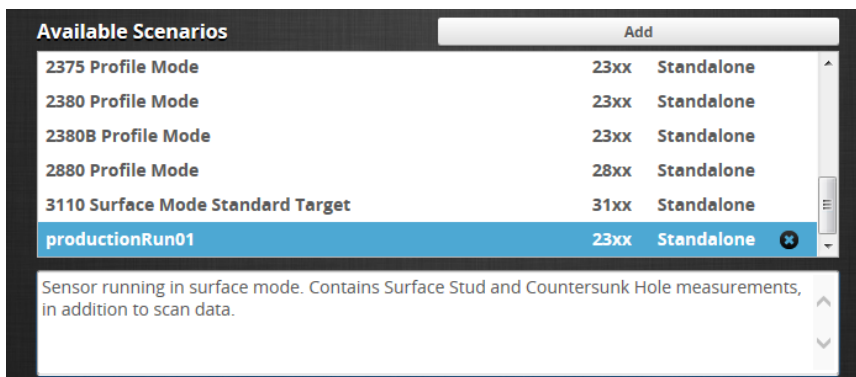 Available Scenarios Add
2375 Profile Mode 23xx Standalone
2380 Profile Mode 23xx Standalone
2380B Profile Mode 23xx Standalone
2880 Profile Mode 28xx Standalone
3110 Surface Mode Standard Target 31xx Standalone
productionRun01 23xx Standalone
Sensor running in surface mode. Contains Surface Stud and Countersunk Hole measurements,
in addition to scan data.